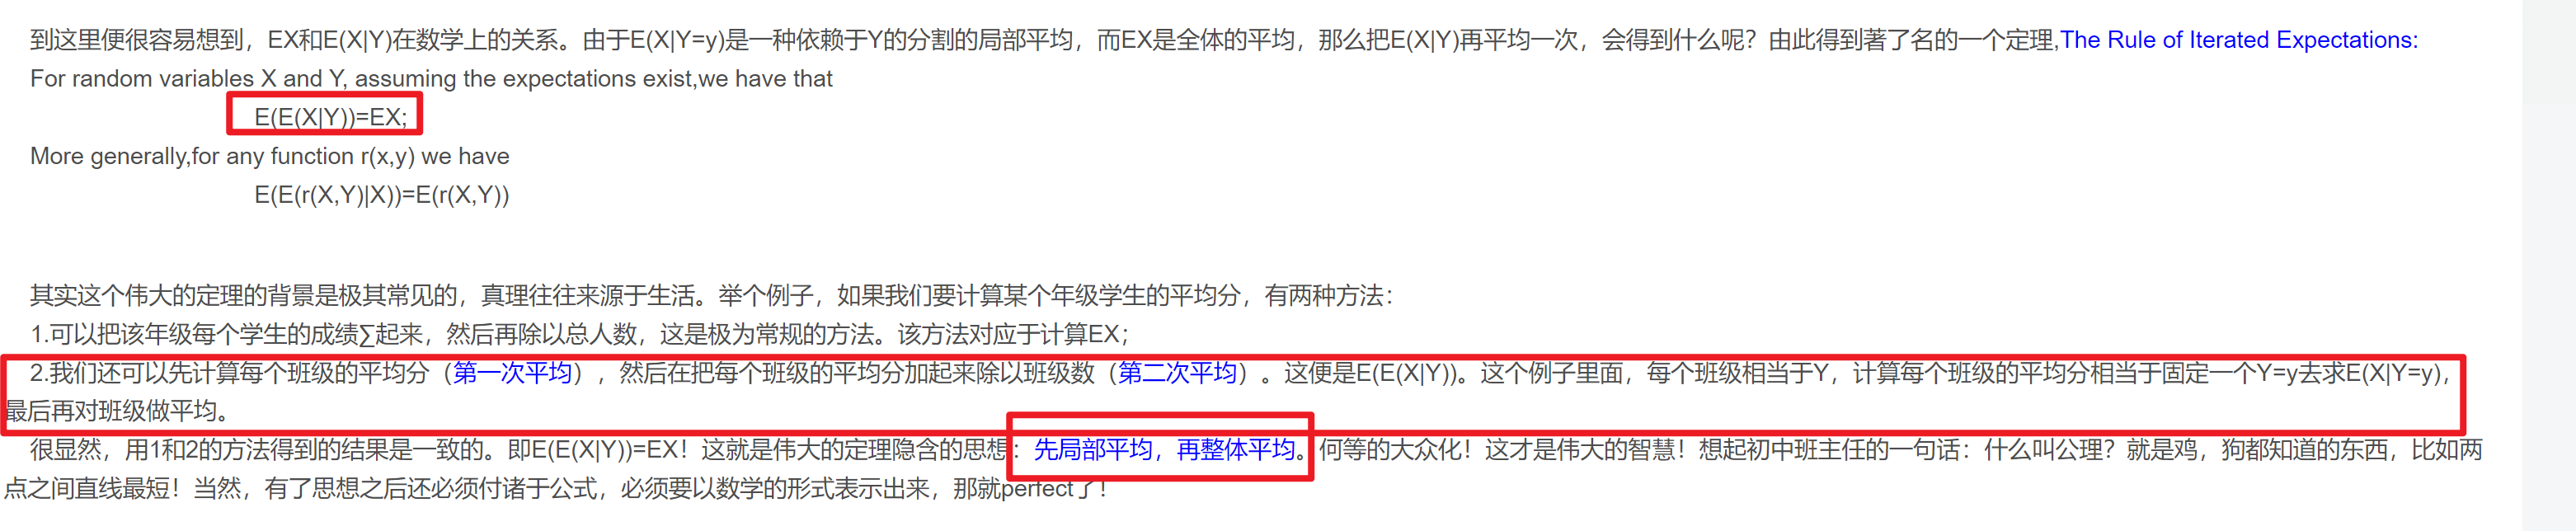 到这里便很容易想到，EX和E(X|Y)在数学上的关系。由于E(X|Y=y)是一种依赖于Y的分割的局部平均，而EX是全体的平均，那么把E(X|Y)再平均一次，会得到什么呢？由此得到著了名的一个定理,The Rule of Iterated Expectations:
For random variables X and Y, assuming the expectations exist,we have that
E(E(X|Y))=EX;
More generally,for any function r(x,y) we have
E(E(r(X,Y)|X))=E(r(X,Y))
其实这个伟大的定理的背景是极其常见的，真理往往来源于生活。举个例子，如果我们要计算某个年级学生的平均分，有两种方法：
1.可以把该年级每个学生的成绩∑起来，然后再除以总人数，这是极为常规的方法。该方法对应于计算EX；
2.我们还可以先计算每个班级的平均分（第一次平均），然后在把每个班级的平均分加起来除以班级数（第二次平均）。这便是E(E(X|Y))。这个例子里面，每个班级相当于Y，计算每个班级的平均分相当于固定一个Y=y去求E(X|Y=y)，
最后再对班级做平均。
很显然，用1和2的方法得到的结果是一致的。即E(E(X|Y))=EX！这就是伟大的定理隐含的思想：先局部平均，再整体平均。何等的大众化！这才是伟大的智慧！想起初中班主任的一句话：什么叫公理？就是鸡，狗都知道的东西，比如两
点之间直线最短！当然，有了思想之后还必须付诸于公式，必须要以数学的形式表示出来，那就perfect了！